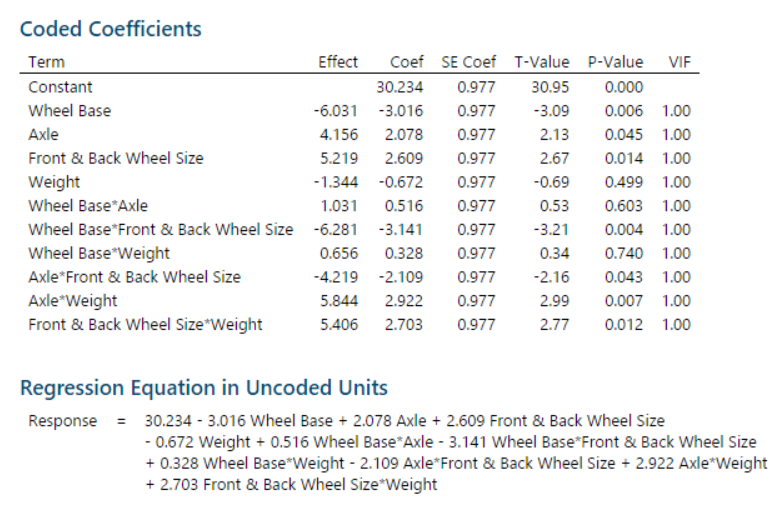 Coded Coefficients
Term Effect Coef SE Coef T-Value P-Value VIF
Constant 30.234 0.977 30.95 0.000
Wheel Base -6.031 -3.016 0.977 -3.09 0.006 1.00
Axle 4.156 2.078 0.977 2.13 0.045 1.00
Front & Back Wheel Size 5.219 2.609 0.977 2.67 0.014 1.00
Weight -1.344 -0.672 0.977 -0.69 0.499 1.00
Wheel Base*Axle 1.031 0.516 0.977 0.53 0.603 1.00
Wheel Base*Front & Back Wheel Size -6.281 -3.141 0.977 -3.21 0.004 1.00
Wheel Base*Weight 0.656 0.328 0.977 0.34 0.740 1.00
Axle*Front & Back Wheel Size -4.219 -2.109 0.977 -2.16 0.043 1.00
Axle*Weight 5.844 2.922 0.977 2.99 0.007 1.00
Front & Back Wheel Size*Weight 5.406 2.703 0.977 2.77 0.012 1.00
Regression Equation in Uncoded Units
Response = 30.234 - 3.016 Wheel Base + 2.078 Axle + 2.609 Front & Back Wheel Size
- 0.672 Weight + 0.516 Wheel Base*Axle - 3.141 Wheel Base*Front & Back Wheel Size
+ 0.328 Wheel Base*Weight - 2.109 Axle*Front & Back Wheel Size + 2.922 Axle*Weight
+ 2.703 Front & Back Wheel Size*Weight